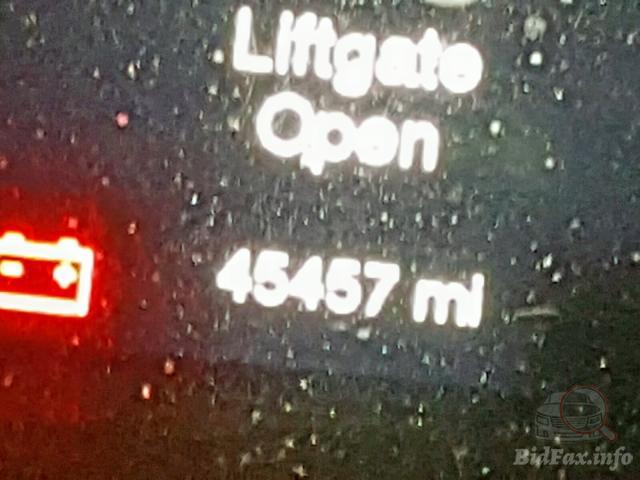 Liftgate
Open
45457 mi
BidFax.info